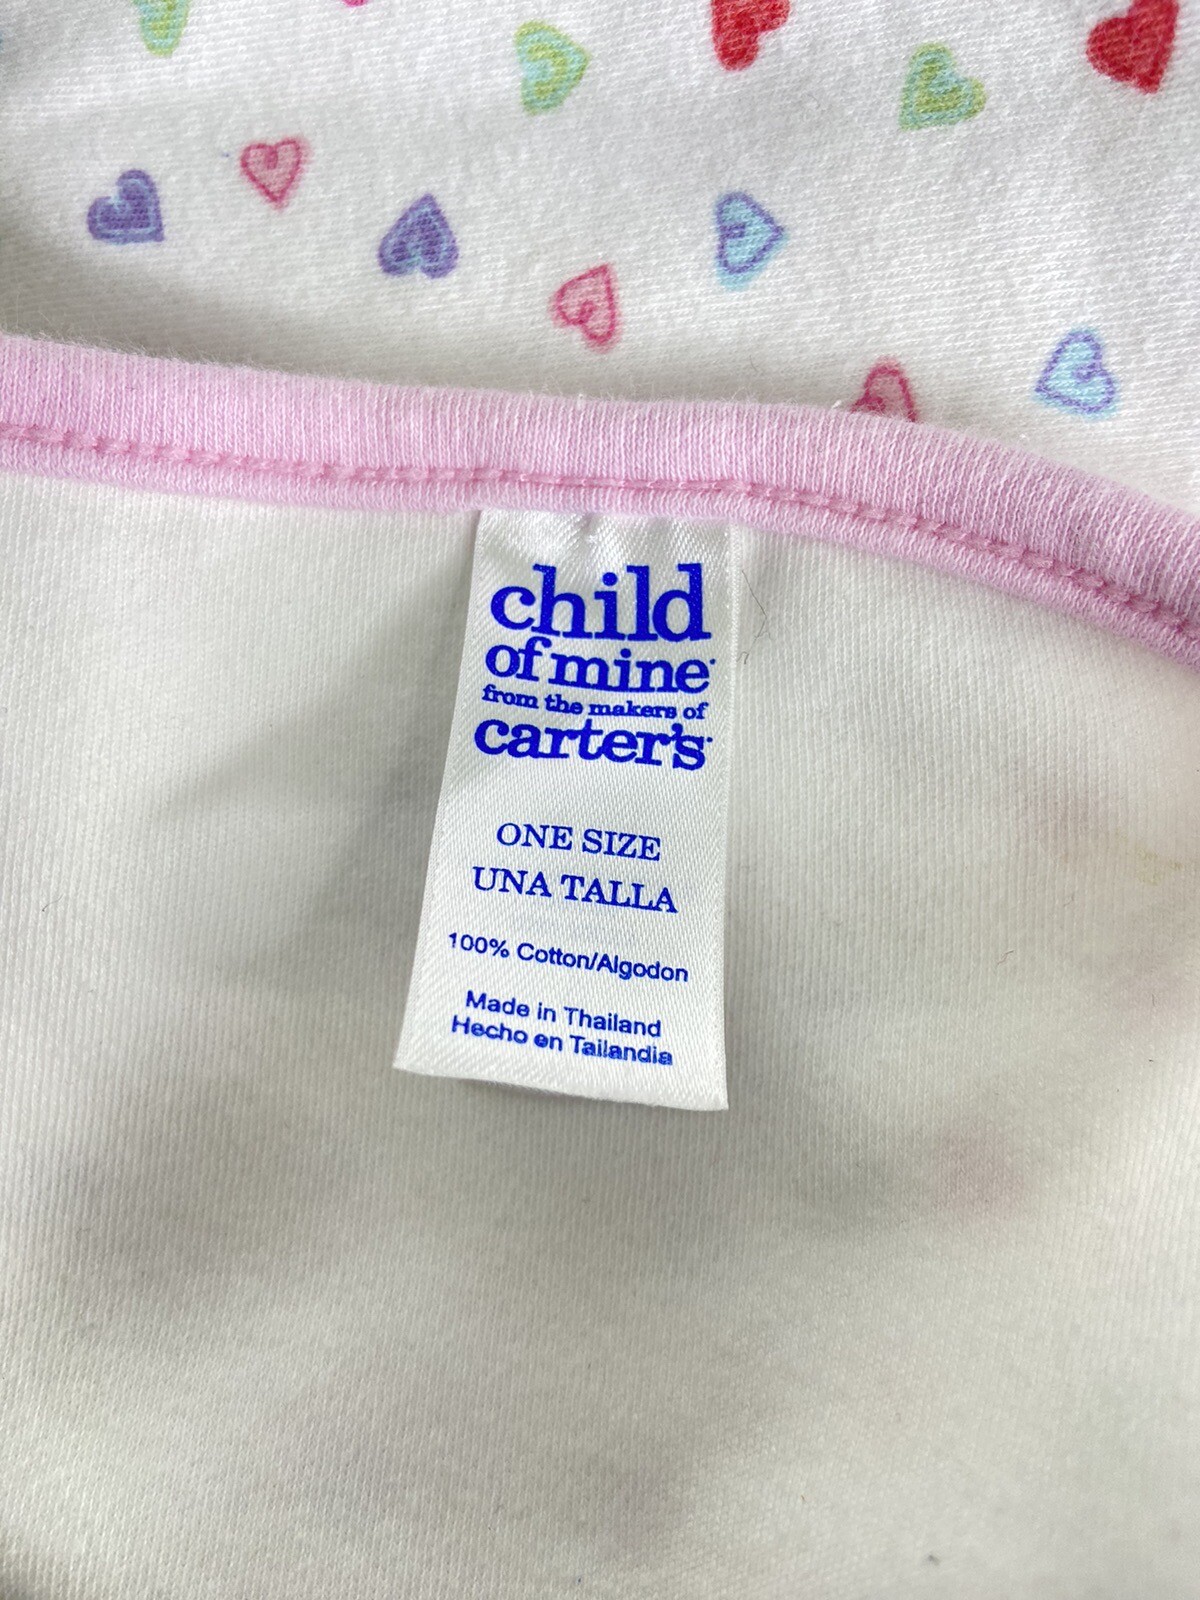 child
of mine
from the makers of
carter's
ONE SIZE
UNA TALLA
100% Cotton/Algodon
Made in Thailand
Hecho en Tailandia